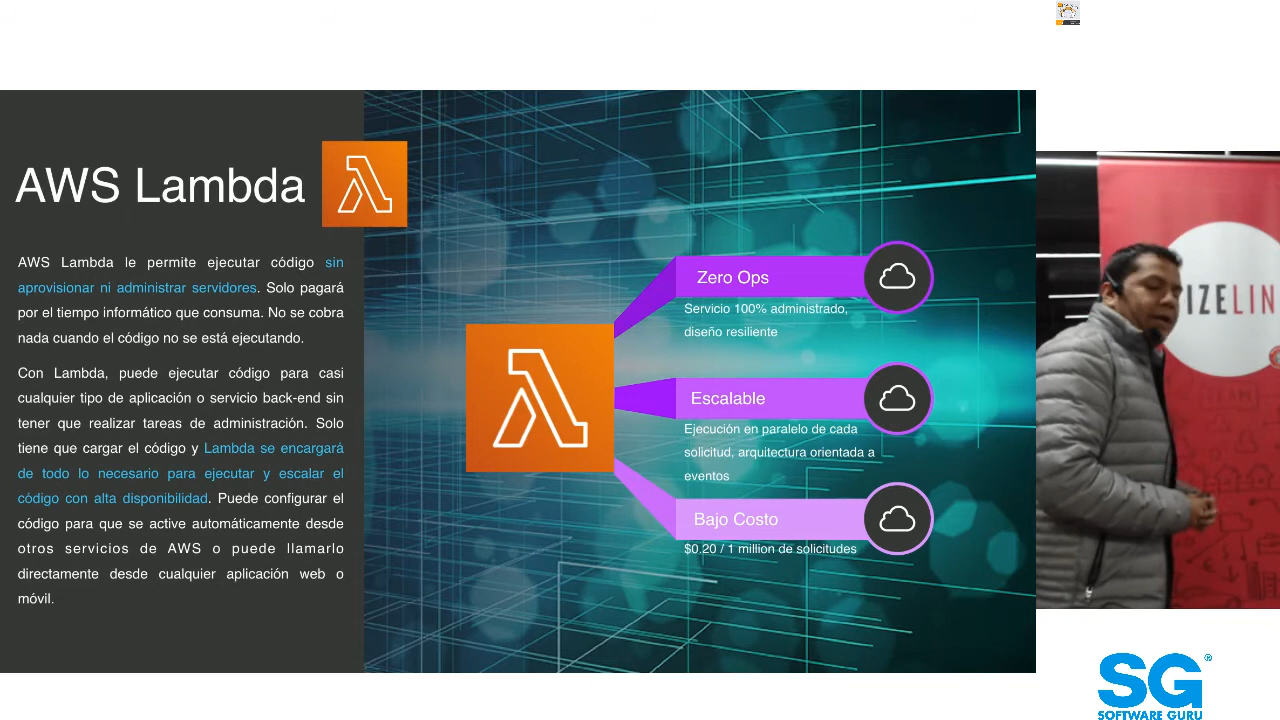 AWS Lambda
AWS Lambda le permite ejecutar código sin
aprovisionar ni administrar servidores. Solo pagará
por el tiempo informático que consuma. No se cobra
nada cuando el código no se está ejecutando.
Con Lambda, puede ejecutar código para casi
cualquier tipo de aplicación o servicio back-end sin
tener que realizar tareas de administración. Solo
tiene que cargar el código y Lambda se encargará
de todo lo necesario para ejecutar y escalar el
código con alta disponibilidad. Puede configurar el
código para que se active automáticamente desde
otros servicios de AWS o puede llamarlo
directamente desde cualquier aplicación web o
móvil.
Zero Ops
Servicio 100% administrado,
diseño resiliente
Escalable
Ejecución en paralelo de cada
solicitud, arquitectura orientada a
eventos
Bajo Costo
$0.20 / 1 million de solicitudes
IZELIN
SG®
SOFTWARE GURU